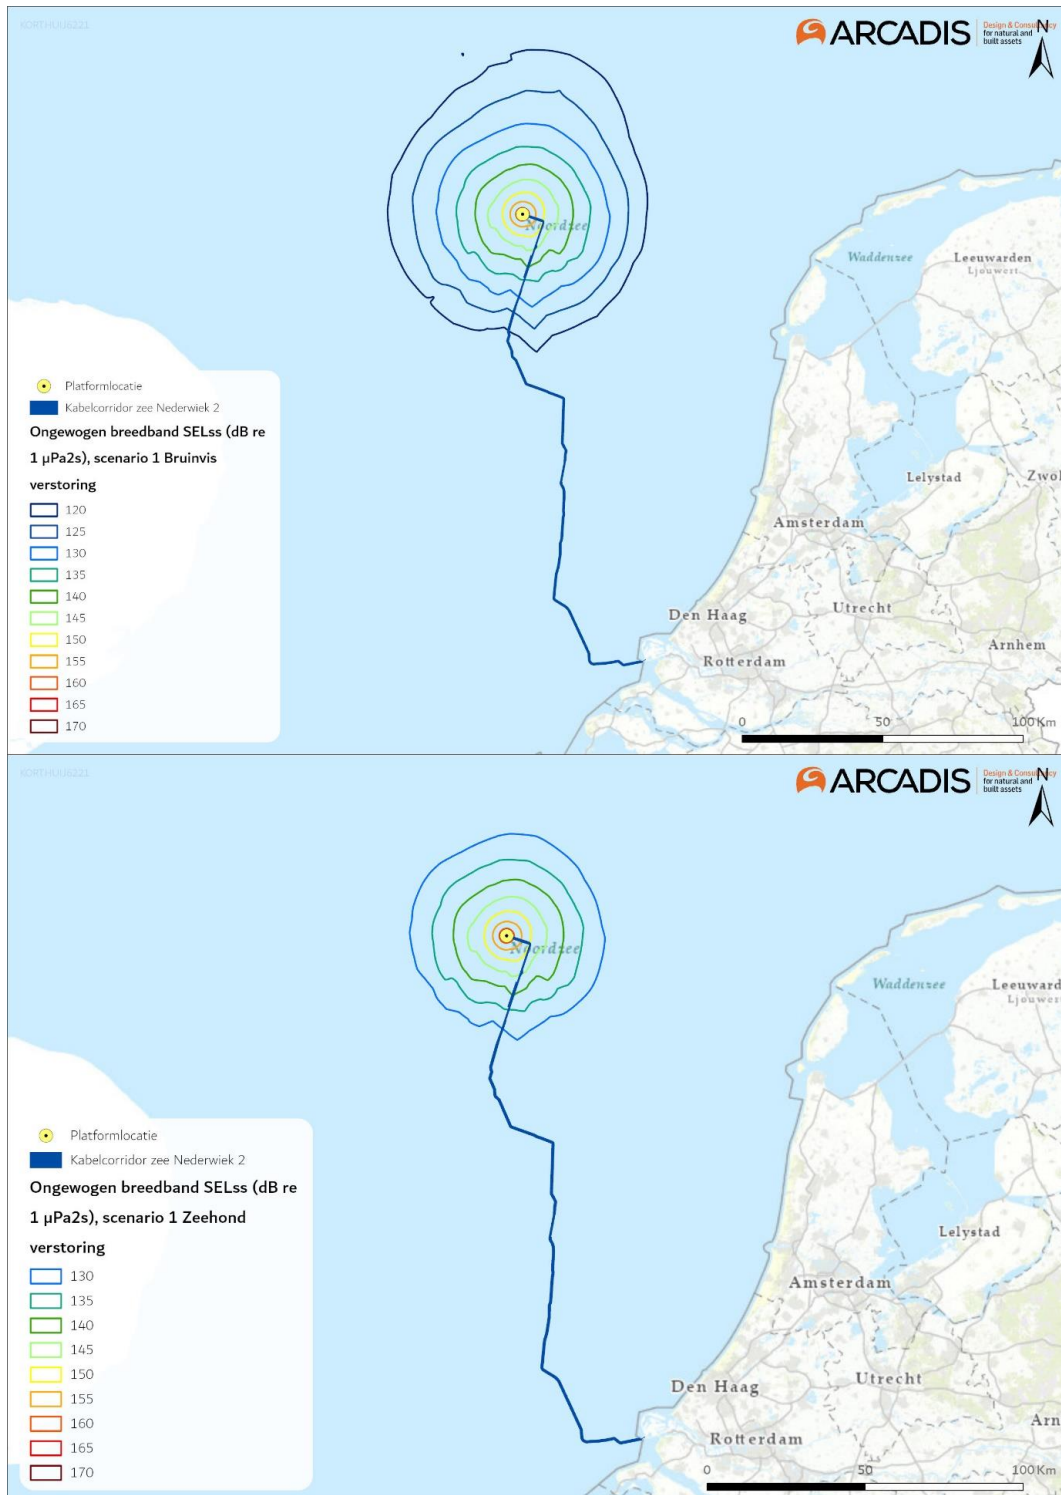 KORTHUIJ6221
ARCADIS
Design & Consultancy
for natural and
built assets
N
Noordzee
Waddenzee
Leeuwarden
Ljouwert
Platformlocatie
Kabelcorridor zee Nederwiek 2
Ongewogen breedband SELss (dB re
1 µPa2s), scenario 1 Bruinvis
verstoring
120
125
130
135
140
145
150
155
160
165
170
Lelystad
Zwol
Amsterdam
Den Haag
Utrecht
Arnhem
Rotterdam
0 50 100 Km
ARCADIS
Design & Consultancy
for natural and
built assets
N
Noordzee
Waddenzee
Leeuward
Ljouwer
Platformlocatie
Kabelcorridor zee Nederwiek 2
Ongewogen breedband SELss (dB re
1 µPa2s), scenario 1 Zeehond
verstoring
130
135
140
145
150
155
160
165
170
Lelystad
Amsterdam
Utrecht
Den Haag
Arn
Rotterdam
0 50 100 Km